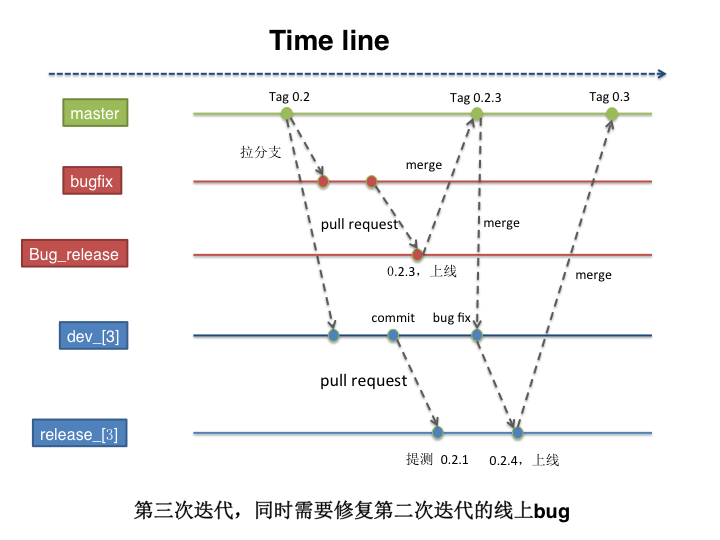 Time line
Tag 0.2
Tag 0.2.3
Tag 0.3
master
拉分支
merge
bugfix
pull request
merge
Bug_release
0.2.3，上线
merge
commit
bug fix
dev_[3]
pull request
release_[3]
提测 0.2.1
0.2.4，上线
第三次迭代，同时需要修复第二次迭代的线上bug